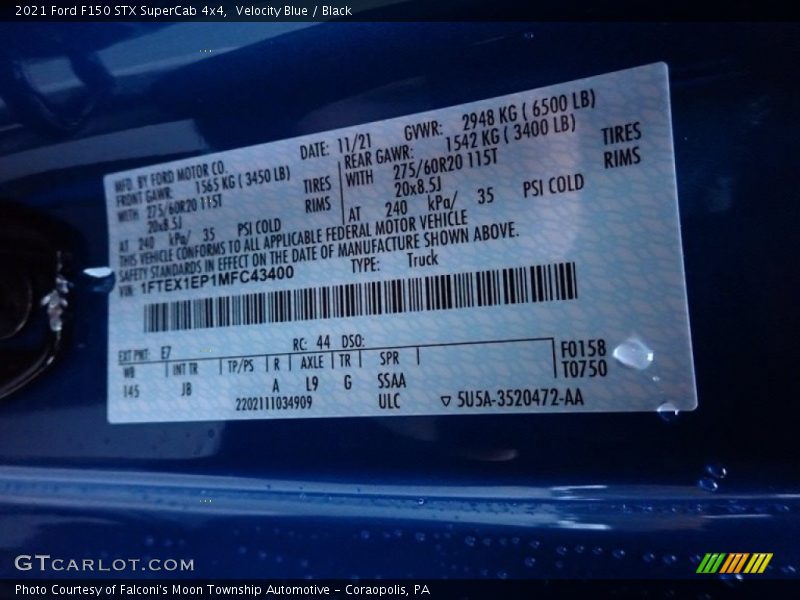 2021 Ford F150 STX SuperCab 4x4,  Velocity Blue / Black
MFD. BY FORD MOTOR CO.
DATE: 11/21
GVWR: 2948 KG ( 6500 LB)
FRONT GAWR: 1565 KG ( 3450 LB)
REAR GAWR: 1542 KG ( 3400 LB)
WITH 275/60R20 115T TIRES
WITH 275/60R20 115T TIRES
20x8.5J RIMS
20x8.5J RIMS
AT 240 kPa/ 35 PSI COLD
AT 240 kPa/ 35 PSI COLD
THIS VEHICLE CONFORMS TO ALL APPLICABLE FEDERAL MOTOR VEHICLE
SAFETY STANDARDS IN EFFECT ON THE DATE OF MANUFACTURE SHOWN ABOVE.
VIN: 1FTEX1EP1MFC43400
TYPE: Truck
EXT PNT: E7 RC: 44 DSO:
WB INT TR TP/PS R AXLE TR SPR
145 JB A L9 G SSAA
F0158
T0750
2202111034909 ULC ▽ 5U5A-3520472-AA
GTCARLOT.COM
Photo Courtesy of Falconi's Moon Township Automotive - Coraopolis, PA